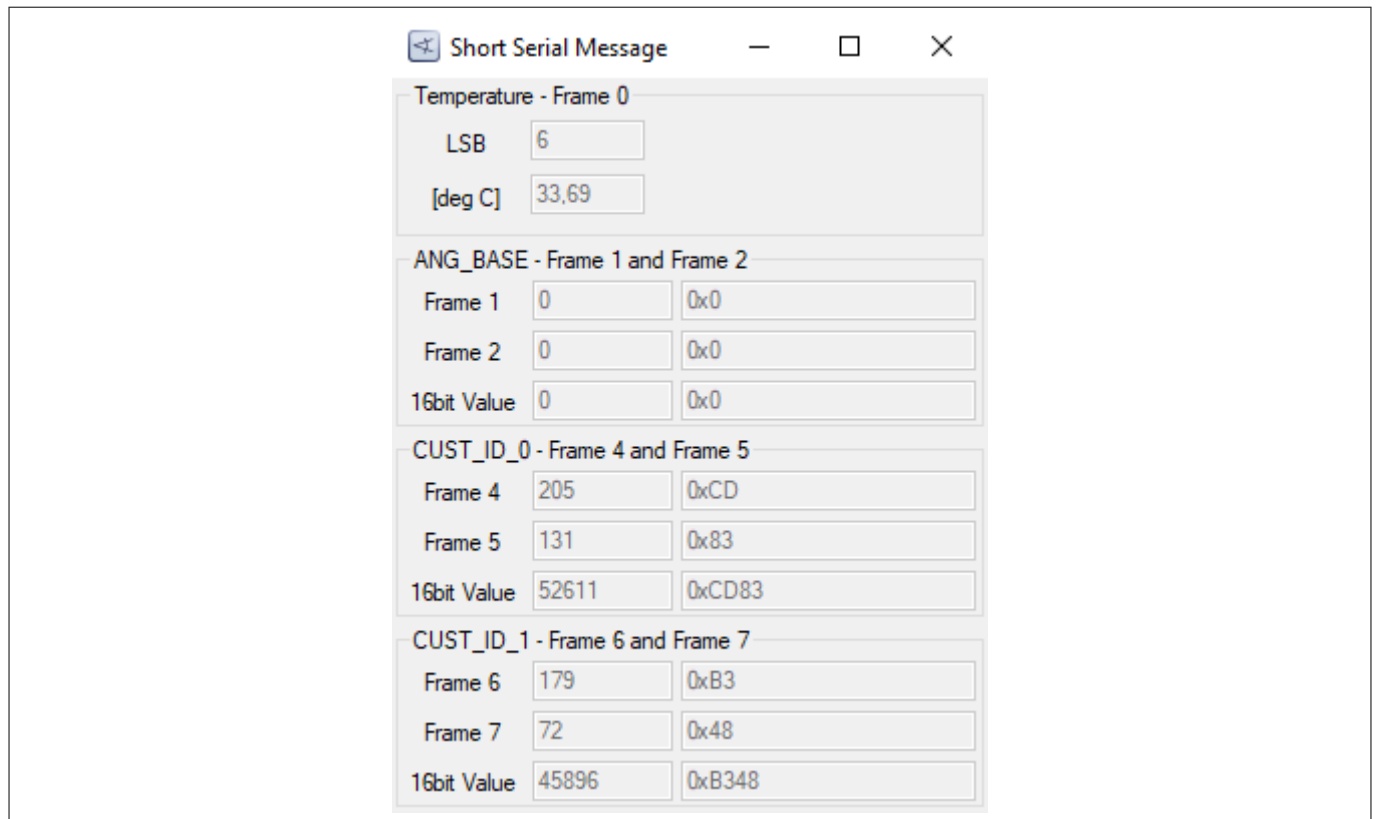 Short Serial Message
Temperature - Frame 0
LSB 6
[deg C] 33,69
ANG_BASE - Frame 1 and Frame 2
Frame 1 0 0x0
Frame 2 0 0x0
16bit Value 0 0x0
CUST_ID_0 - Frame 4 and Frame 5
Frame 4 205 0xCD
Frame 5 131 0x83
16bit Value 52611 0xCD83
CUST_ID_1 - Frame 6 and Frame 7
Frame 6 179 0xB3
Frame 7 72 0x48
16bit Value 45896 0xB348